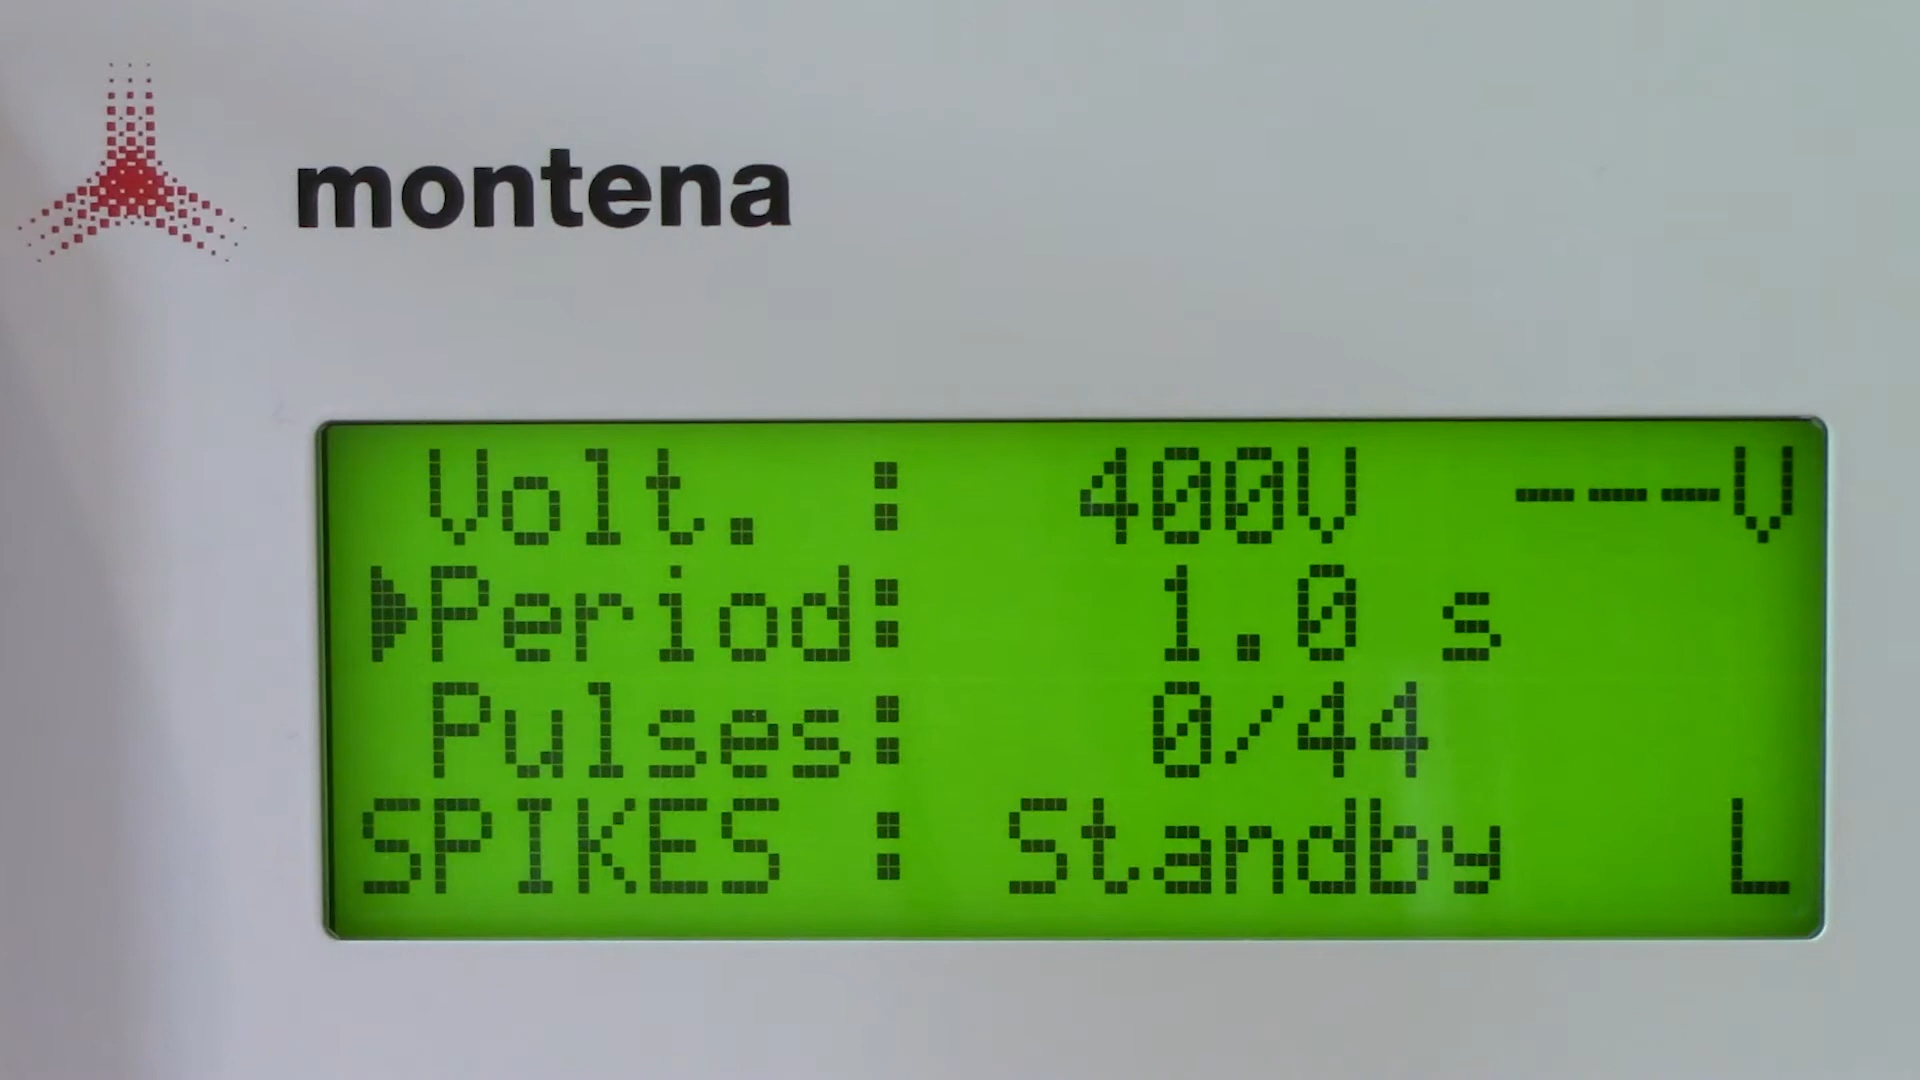 montena
Volt. : 400V ---V
Period: 1.0 s
Pulses: 0/44
SPIKES : Standby L